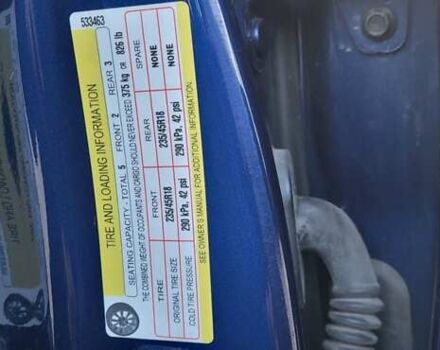 533463
TIRE AND LOADING INFORMATION
SEATING CAPACITY - TOTAL 5 FRONT 2 REAR 3
THE COMBINED WEIGHT OF OCCUPANTS AND CARGO SHOULD NEVER EXCEED 375 kg OR 826 lb
TIRE FRONT REAR SPARE
ORIGINAL TIRE SIZE 235/45R18 235/45R18 NONE
COLD TIRE PRESSURE 290 kPa, 42 psi 290 kPa, 42 psi NONE
SEE OWNER'S MANUAL FOR ADDITIONAL INFORMATION